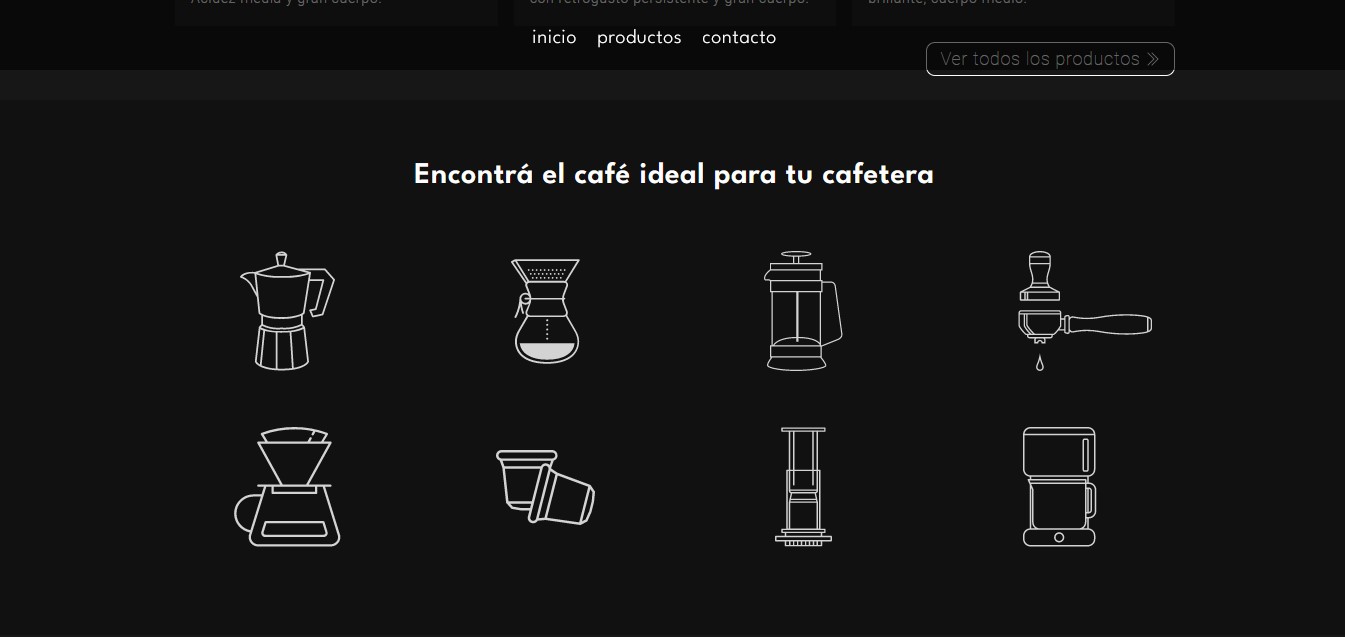 Acidez media y gran cuerpo.
con retrogusto persistente y gran cuerpo.
brillante, cuerpo medio.
inicio productos contacto
Ver todos los productos »
Encontrá el café ideal para tu cafetera